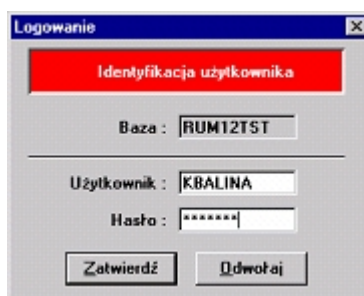 Logowanie
Identyfikacja użytkownika
Baza : RUM12TST
Użytkownik : KBALINA
Hasło : *******
Zatwierdź Odwołaj